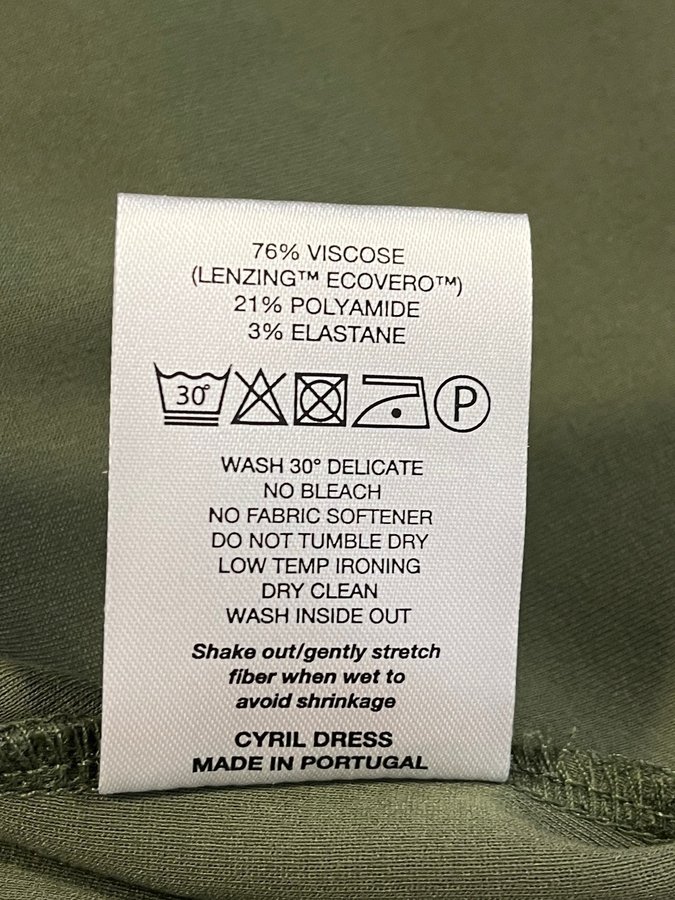 76% VISCOSE
(LENZING™ ECOVERO™)
21% POLYAMIDE
3% ELASTANE
30° P
WASH 30° DELICATE
NO BLEACH
NO FABRIC SOFTENER
DO NOT TUMBLE DRY
LOW TEMP IRONING
DRY CLEAN
WASH INSIDE OUT
Shake out/gently stretch
fiber when wet to
avoid shrinkage
CYRIL DRESS
MADE IN PORTUGAL